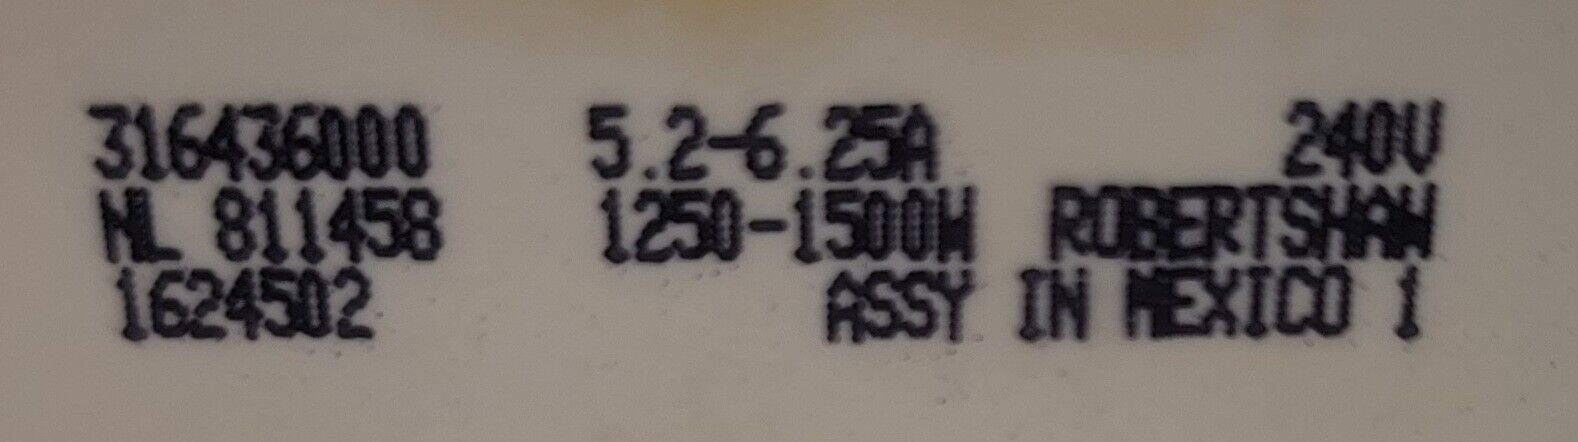 316436000 5.2-6.25A 240V
NL 811458 1250-1500W ROBERTSHAW
1624502 ASSY IN MEXICO 1